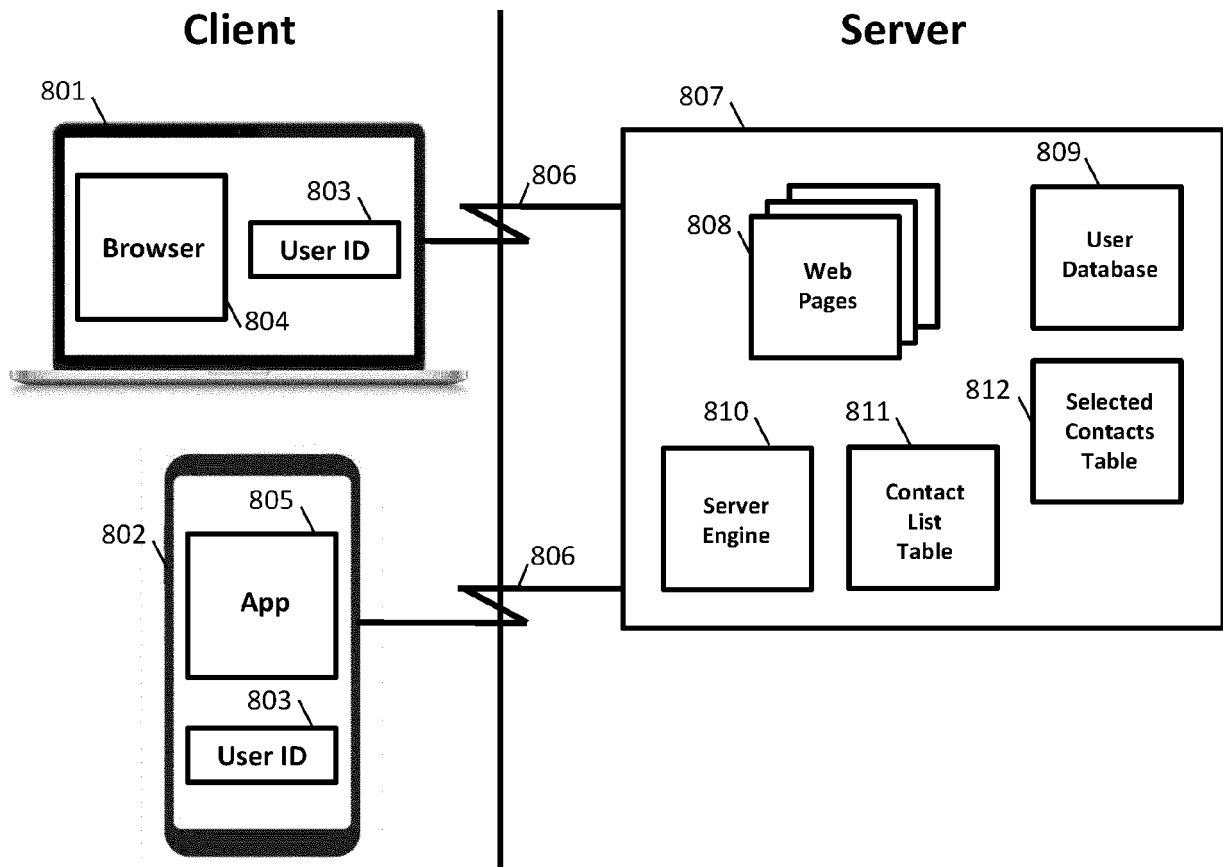 Client
Server
801
Browser
804
803
User ID
806
807
808
Web
Pages
809
User
Database
810
Server
Engine
811
Contact
List
Table
812
Selected
Contacts
Table
802
805
App
803
User ID
806